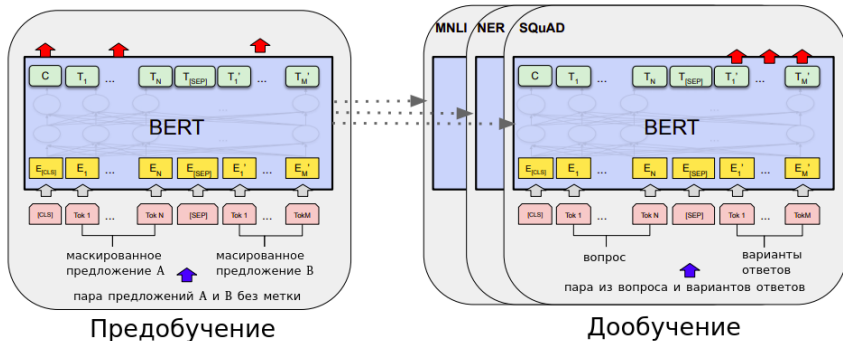 MNLI NER SQuAD
C T1 ... TN T[SEP] T1' ... TM'
C T1 ... TN T[SEP] T1' ... TM'
BERT
BERT
E[CLS] E1 ... EN E[SEP] E1' ... EM'
E[CLS] E1 ... EN E[SEP] E1' ... EM'
[CLS] Tok 1 ... Tok N [SEP] Tok 1 ... TokM
[CLS] Tok 1 ... Tok N [SEP] Tok 1 ... TokM
маскированное
предложение A
маскированное
предложение B
пара предложений A и B без метки
Предобучение
вопрос
варианты
ответов
пара из вопроса и вариантов ответов
Дообучение